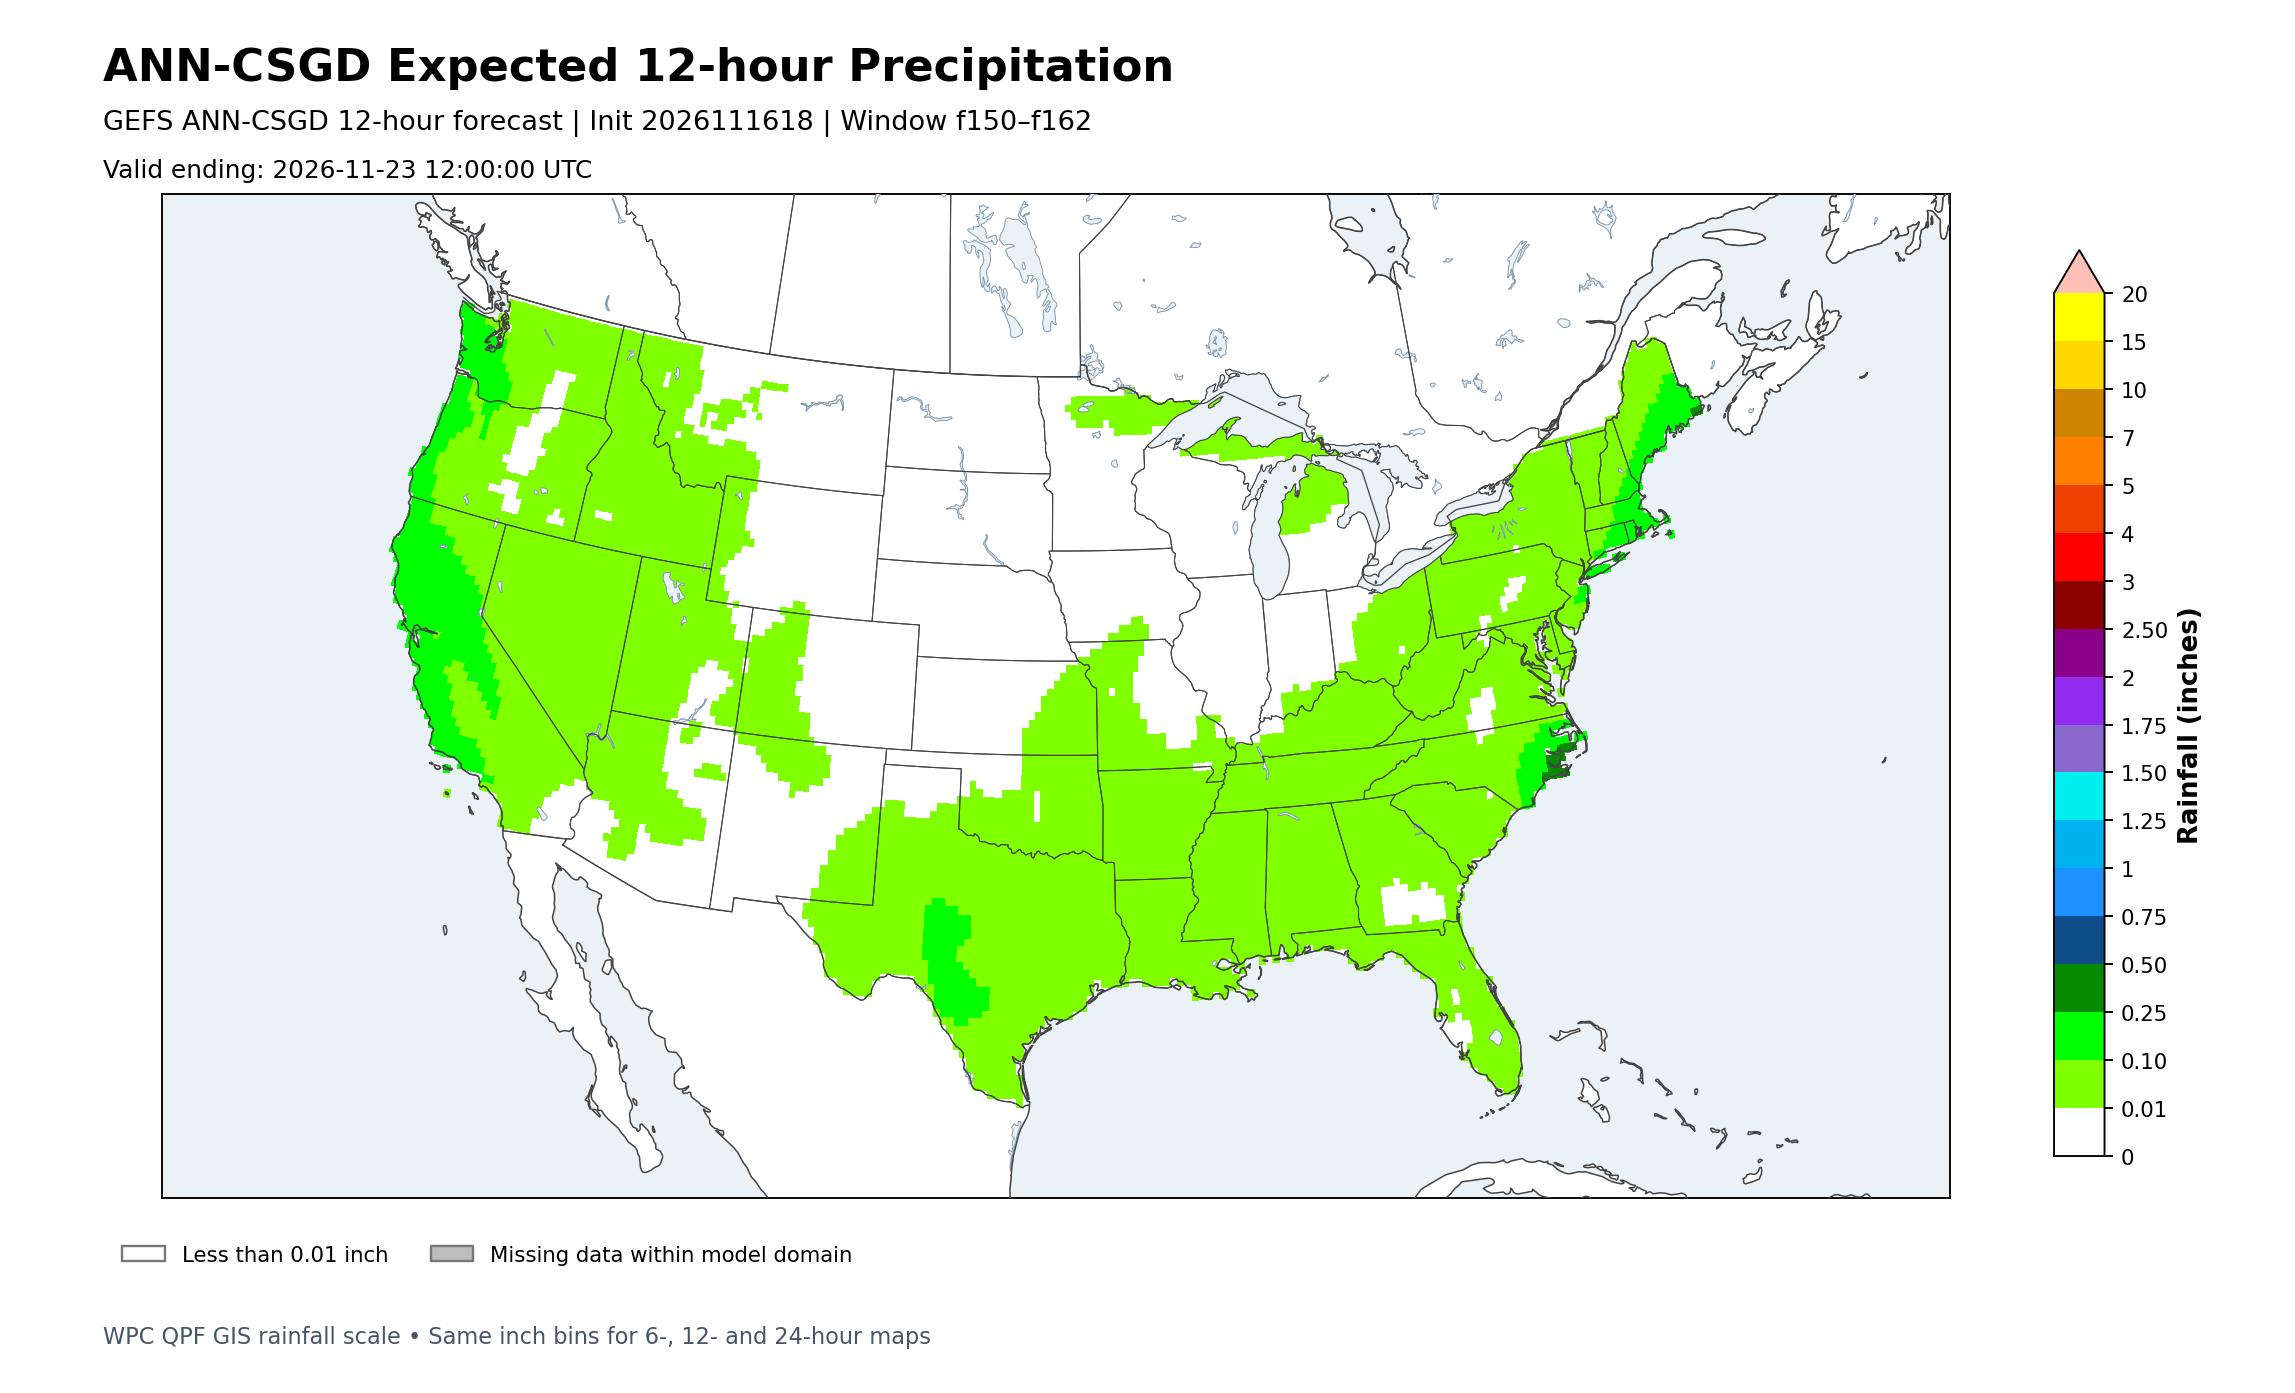 ANN-CSGD Expected 12-hour Precipitation
GEFS ANN-CSGD 12-hour forecast | Init 2026111618 | Window f150–f162
Valid ending: 2026-11-23 12:00:00 UTC
20
15
10
7
5
4
3
2.50
2
1.75
1.50
1.25
1
0.75
0.50
0.25
0.10
0.01
0
Rainfall (inches)
Less than 0.01 inch
Missing data within model domain
WPC QPF GIS rainfall scale • Same inch bins for 6-, 12- and 24-hour maps